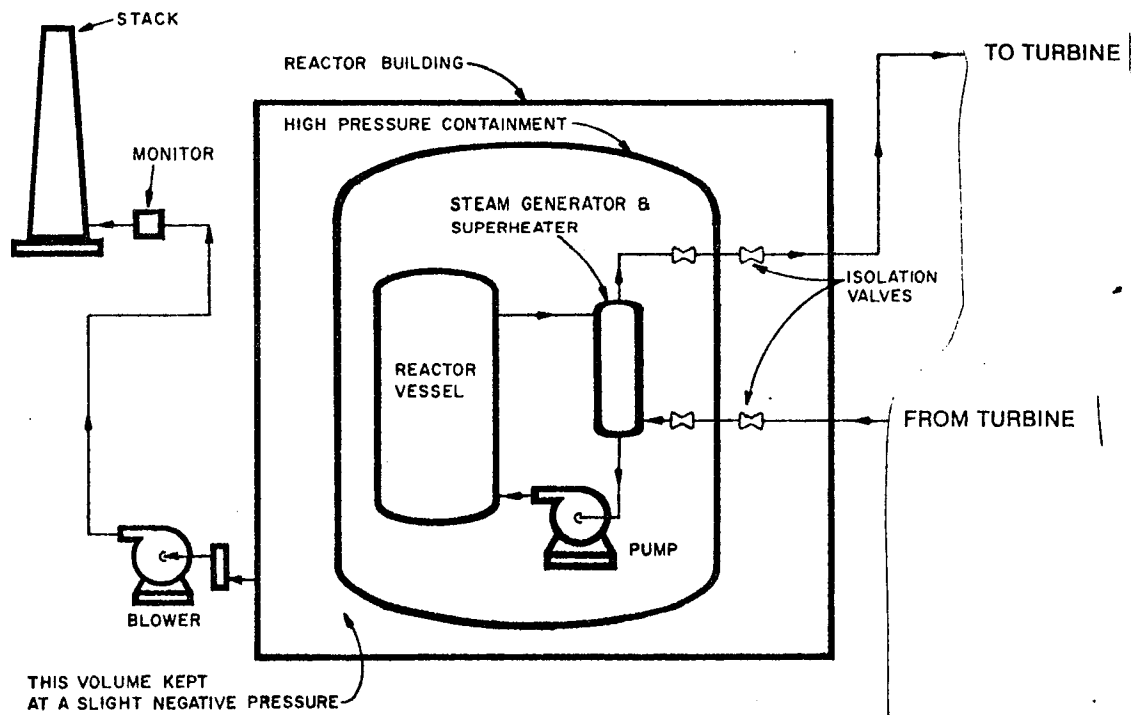 STACK
TO TURBINE
REACTOR BUILDING
HIGH PRESSURE CONTAINMENT
MONITOR
STEAM GENERATOR &
SUPERHEATER
ISOLATION
VALVES
REACTOR
VESSEL
FROM TURBINE
PUMP
BLOWER
THIS VOLUME KEPT
AT A SLIGHT NEGATIVE PRESSURE